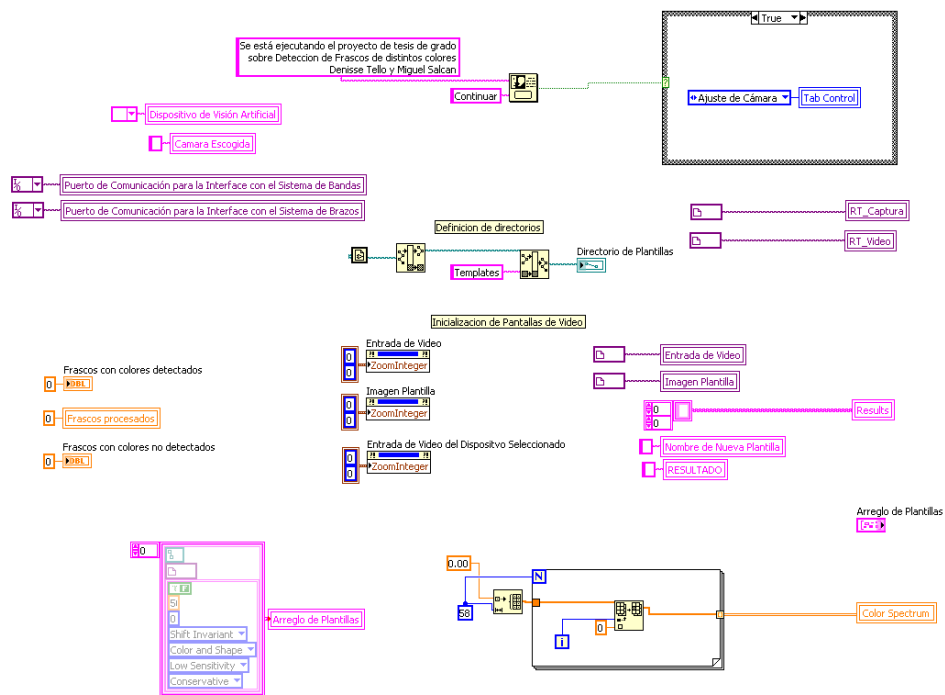 True
Se está ejecutando el proyecto de tesis de grado
sobre Deteccion de Frascos de distintos colores
Denisse Tello y Miguel Salcan
Continuar
?
Ajuste de Cámara
Tab Control
Dispositivo de Visión Artificial
Camara Escogida
I/O
Puerto de Comunicación para la Interface con el Sistema de Bandas
I/O
Puerto de Comunicación para la Interface con el Sistema de Brazos
RT_Captura
RT_Video
Definicion de directorios
Directorio de Plantillas
Templates
Inicializacion de Pantallas de Video
Entrada de Video
0
0
ZoomInteger
Entrada de Video
Frascos con colores detectados
0
DBL
Imagen Plantilla
0
0
ZoomInteger
Imagen Plantilla
0
0
Results
0
Frascos procesados
Frascos con colores no detectados
0
DBL
Entrada de Video del Dispositvo Seleccionado
0
0
ZoomInteger
Nombre de Nueva Plantilla
RESULTADO
Arreglo de Plantillas
0
T F
0
Shift Invariant
Color and Shape
Low Sensitivity
Conservative
Arreglo de Plantillas
0.00
58
N
i
0
Color Spectrum